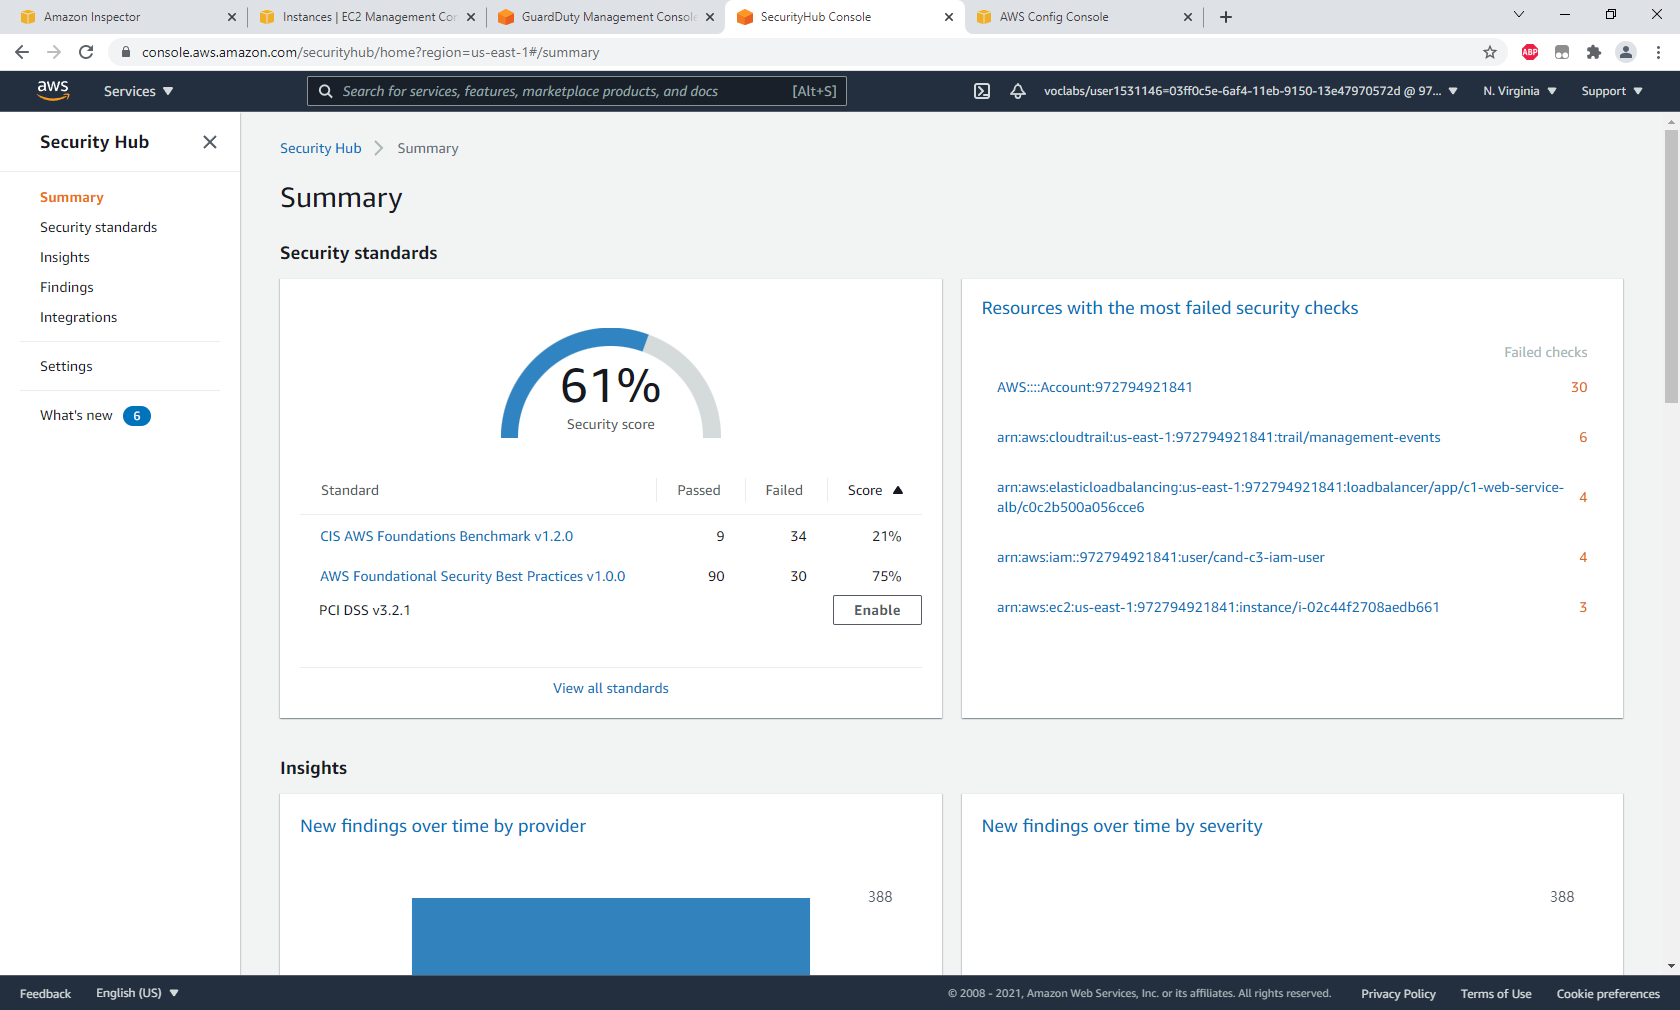 Amazon Inspector
Instances | EC2 Management Cor
GuardDuty Management Console
SecurityHub Console
AWS Config Console
console.aws.amazon.com/securityhub/home?region=us-east-1#/summary
ABP
aws
Services
Search for services, features, marketplace products, and docs
[Alt+S]
voclabs/user1531146=03ff0c5e-6af4-11eb-9150-13e47970572d @ 97...
N. Virginia
Support
Security Hub
Summary
Security standards
Insights
Findings
Integrations
Settings
What's new 6
Security Hub > Summary
Summary
Security standards
61%
Security score
Standard Passed Failed Score
CIS AWS Foundations Benchmark v1.2.0 9 34 21%
AWS Foundational Security Best Practices v1.0.0 90 30 75%
PCI DSS v3.2.1 Enable
View all standards
Resources with the most failed security checks
Failed checks
AWS::::Account:972794921841 30
arn:aws:cloudtrail:us-east-1:972794921841:trail/management-events 6
arn:aws:elasticloadbalancing:us-east-1:972794921841:loadbalancer/app/c1-web-service-
alb/c0c2b500a056cce6 4
arn:aws:iam::972794921841:user/cand-c3-iam-user 4
arn:aws:ec2:us-east-1:972794921841:instance/i-02c44f2708aedb661 3
Insights
New findings over time by provider
388
New findings over time by severity
388
Feedback
English (US)
© 2008 - 2021, Amazon Web Services, Inc. or its affiliates. All rights reserved.
Privacy Policy
Terms of Use
Cookie preferences